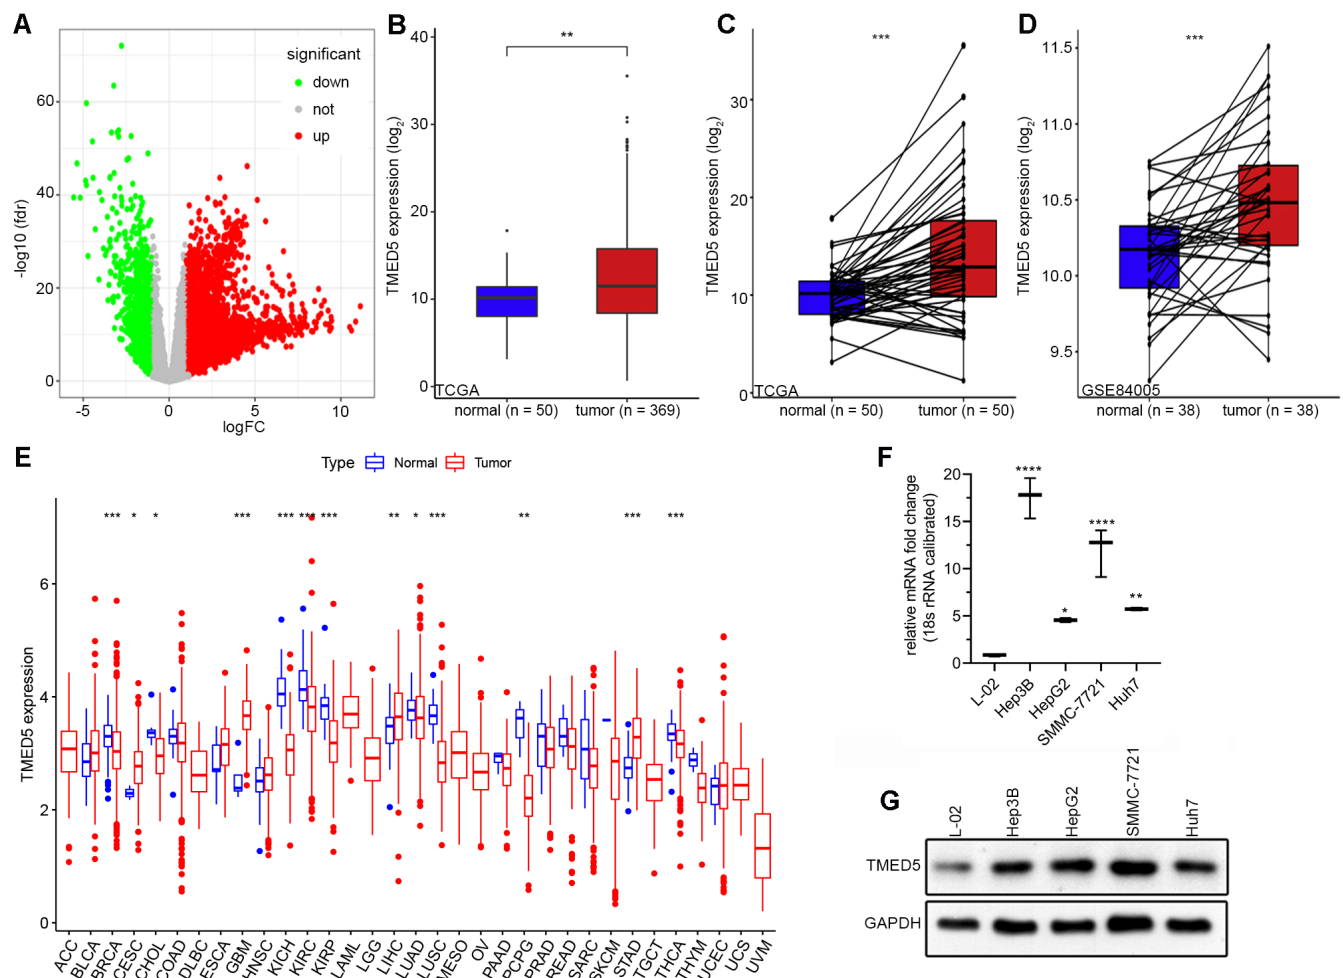 A
significant
down
not
up
-log10 (fdr)
60
40
20
0
-5
0
5
10
logFC
B
**
TMED5 expression (log2)
40
30
20
10
0
TCGA
normal (n = 50)
tumor (n = 369)
C
***
TMED5 expression (log2)
30
20
10
0
TCGA
normal (n = 50)
tumor (n = 50)
D
***
TMED5 expression (log2)
11.5
11.0
10.5
10.0
9.5
GSE84005
normal (n = 38)
tumor (n = 38)
E
Type
Normal
Tumor
*** * * *** *** *** *** ** * *** ** *** ***
TMED5 expression
6
4
2
0
ACC
BLCA
BRCA
CESC
CHOL
COAD
DLBC
ESCA
GBM
HNSC
KICH
KIRC
KIRP
LAML
LGG
LIHC
LUAD
LUSC
MESO
OV
PAAD
PCPG
PRAD
READ
SARC
SKCM
STAD
TGCT
THCA
THYM
UCEC
UCS
UVM
F
relative mRNA fold change
(18s rRNA calibrated)
20
15
10
5
0
****
*
****
**
L-02
Hep3B
HepG2
SMMC-7721
Huh7
G
L-02
Hep3B
HepG2
SMMC-7721
Huh7
TMED5
GAPDH